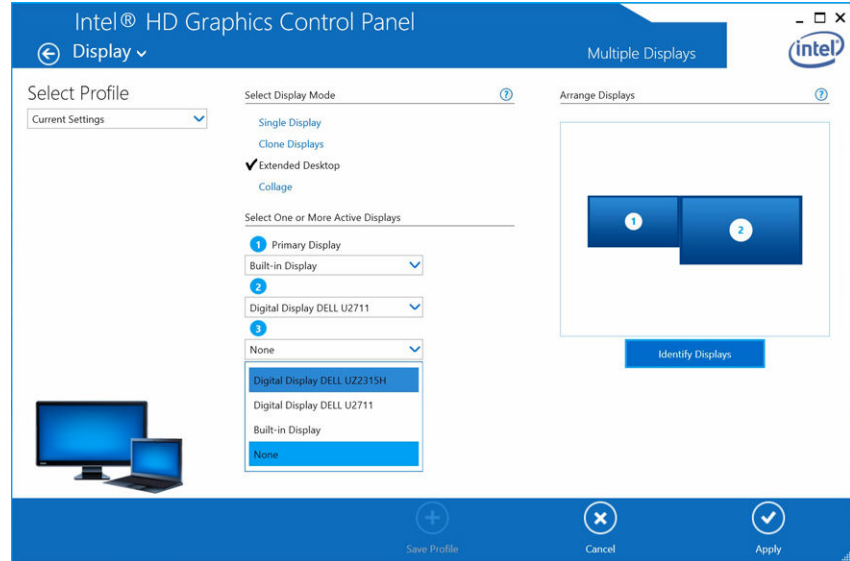 Intel® HD Graphics Control Panel
Display
Multiple Displays
intel
Select Profile
Current Settings
Select Display Mode ?
Single Display
Clone Displays
Extended Desktop
Collage
Select One or More Active Displays
1 Primary Display
Built-in Display
2
Digital Display DELL U2711
3
None
Digital Display DELL UZ2315H
Digital Display DELL U2711
Built-in Display
None
Arrange Displays ?
1
2
Identify Displays
Save Profile
Cancel
Apply